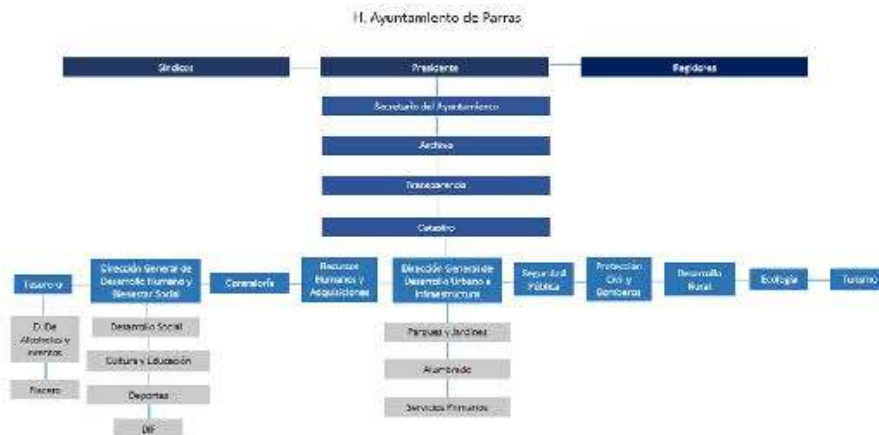 H. Ayuntamiento de Parras
Síndicos
Presidente
Regidores
Secretario del Ayuntamiento
Archivo
Transparencia
Catastro
Tesorero
Dirección General de
Desarrollo Humano y
Bienestar Social
Contraloría
Recursos
Humanos y
Adquisiciones
Dirección General de
Desarrollo Urbano e
Infraestructura
Seguridad
Pública
Protección
Civil y
Bomberos
Desarrollo
Rural
Ecología
Turismo
D. De
Alcoholes y
eventos
Desarrollo Social
Cultura y Educación
Deportes
DIF
Parques y Jardines
Alumbrado
Servicios Primarios